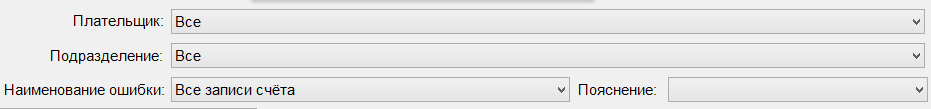 Плательщик: Все
Подразделение: Все
Наименование ошибки: Все записи счёта Пояснение: